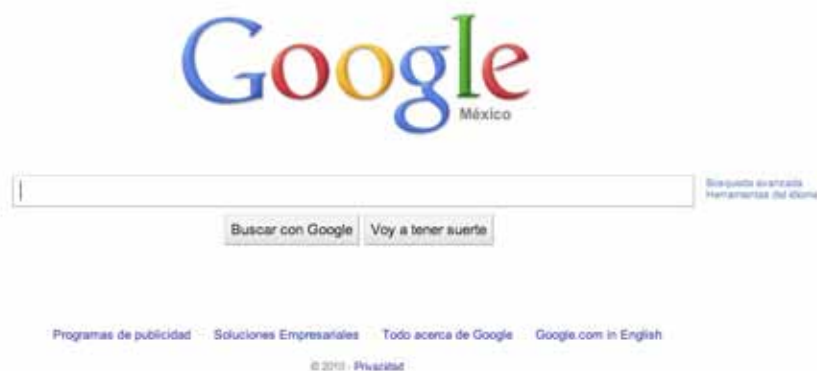 Google
México
Búsqueda avanzada
Herramientas del idioma
Buscar con Google Voy a tener suerte
Programas de publicidad Soluciones Empresariales Todo acerca de Google Google.com in English
© 2010 - Privacidad